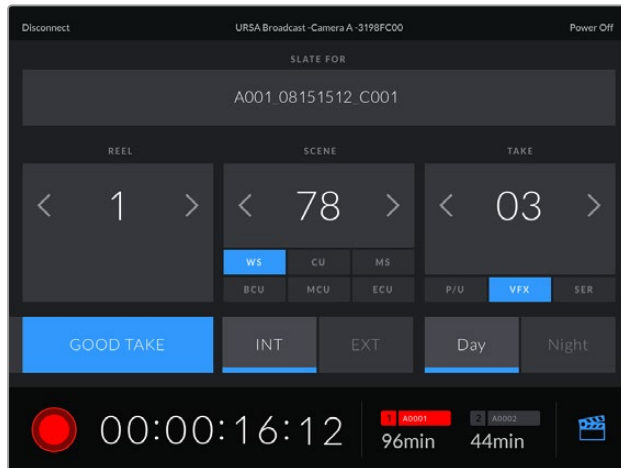 Disconnect URSA Broadcast -Camera A -3198FC00 Power Off
SLATE FOR
A001_08151512_C001
REEL SCENE TAKE
1 78 03
WS CU MS
BCU MCU ECU P/U VFX SER
GOOD TAKE INT EXT Day Night
00:00:16:12 1 A0001 2 A0002
96min 44min